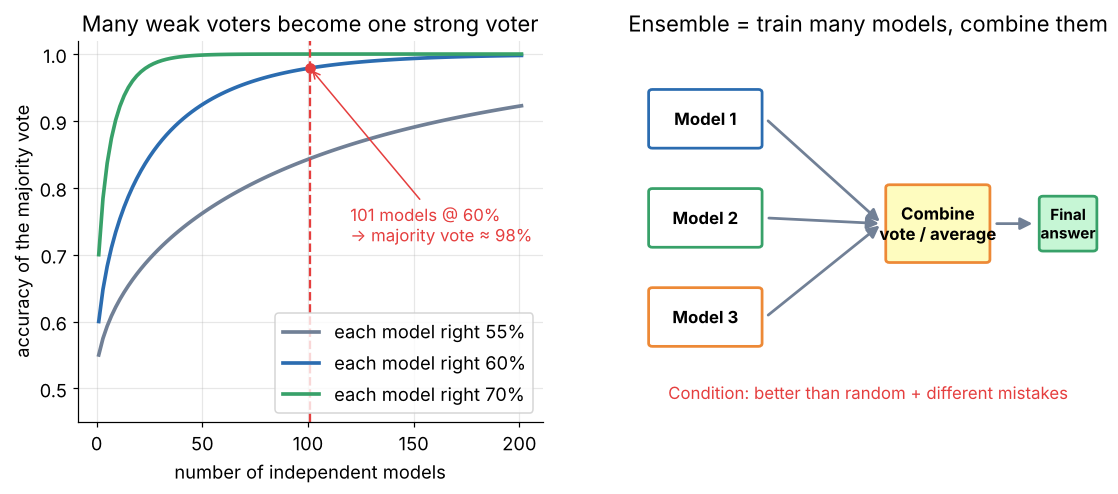 Many weak voters become one strong voter
1.0
0.9
0.8
0.7
0.6
0.5
accuracy of the majority vote
101 models @ 60%
→ majority vote ≈ 98%
each model right 55%
each model right 60%
each model right 70%
0
50
100
150
200
number of independent models
Ensemble = train many models, combine them
Model 1
Model 2
Model 3
Combine
vote / average
Final
answer
Condition: better than random + different mistakes